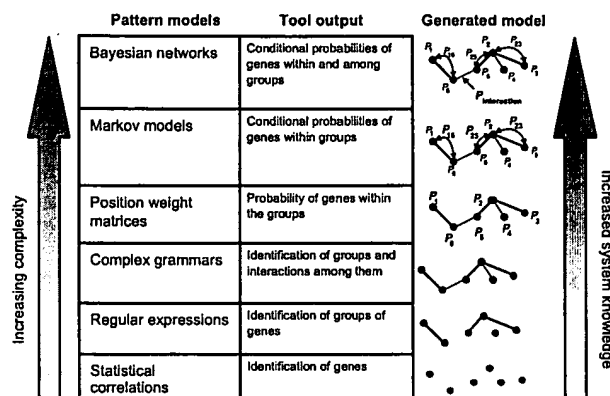 Pattern models Tool output Generated model
Bayesian networks
Conditional probabilities of
genes within and among
groups
P interaction
Markov models
Conditional probabilities of
genes within groups
Position weight
matrices
Probability of genes within
the groups
Complex grammars
Identification of groups and
interactions among them
Regular expressions
Identification of groups of
genes
Statistical
correlations
Identification of genes
Increasing complexity
Increased system knowledge